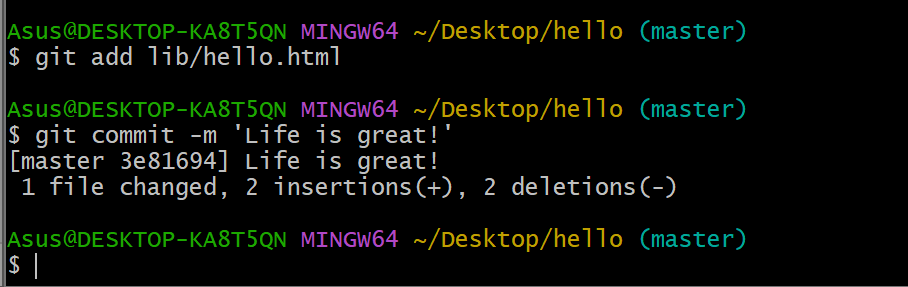 Asus@DESKTOP-KA8T5QN MINGW64 ~/Desktop/hello (master)
$ git add lib/hello.html
Asus@DESKTOP-KA8T5QN MINGW64 ~/Desktop/hello (master)
$ git commit -m 'Life is great!'
[master 3e81694] Life is great!
 1 file changed, 2 insertions(+), 2 deletions(-)
Asus@DESKTOP-KA8T5QN MINGW64 ~/Desktop/hello (master)
$